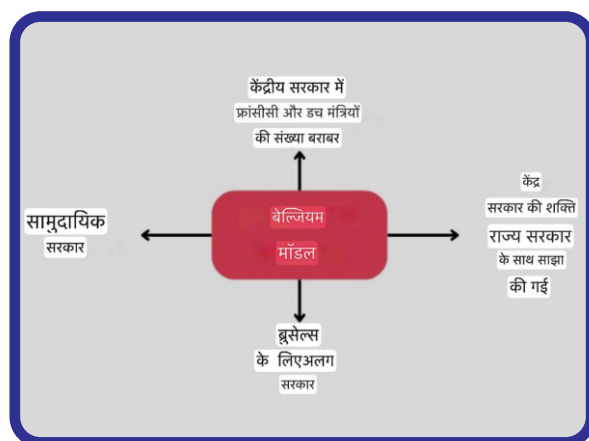 केंद्रीय सरकार में
फ्रांसीसी और डच मंत्रियों
की संख्या बराबर
सामुदायिक
सरकार
बेल्जियम
मॉडल
केंद्र
सरकार की शक्ति
राज्य सरकार
के साथ साझा
की गई
ब्रुसेल्स
के लिएअलग
सरकार